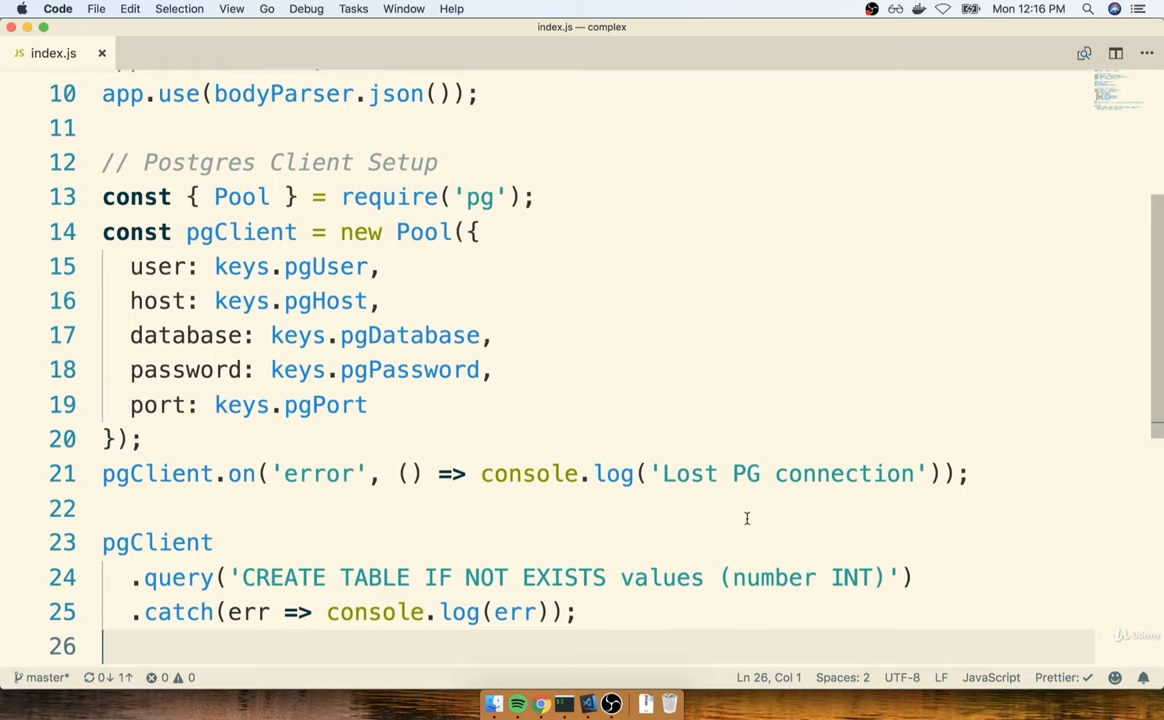 Code File Edit Selection View Go Debug Tasks Window Help Mon 12:16 PM
index.js — complex
JS index.js ×
10 app.use(bodyParser.json());
11
12 // Postgres Client Setup
13 const { Pool } = require('pg');
14 const pgClient = new Pool({
15 user: keys.pgUser,
16 host: keys.pgHost,
17 database: keys.pgDatabase,
18 password: keys.pgPassword,
19 port: keys.pgPort
20 });
21 pgClient.on('error', () => console.log('Lost PG connection'));
22
23 pgClient
24 .query('CREATE TABLE IF NOT EXISTS values (number INT)')
25 .catch(err => console.log(err));
26
Udemy
master* 0↓ 1↑ 0 0 Ln 26, Col 1 Spaces: 2 UTF-8 LF JavaScript Prettier: ✓